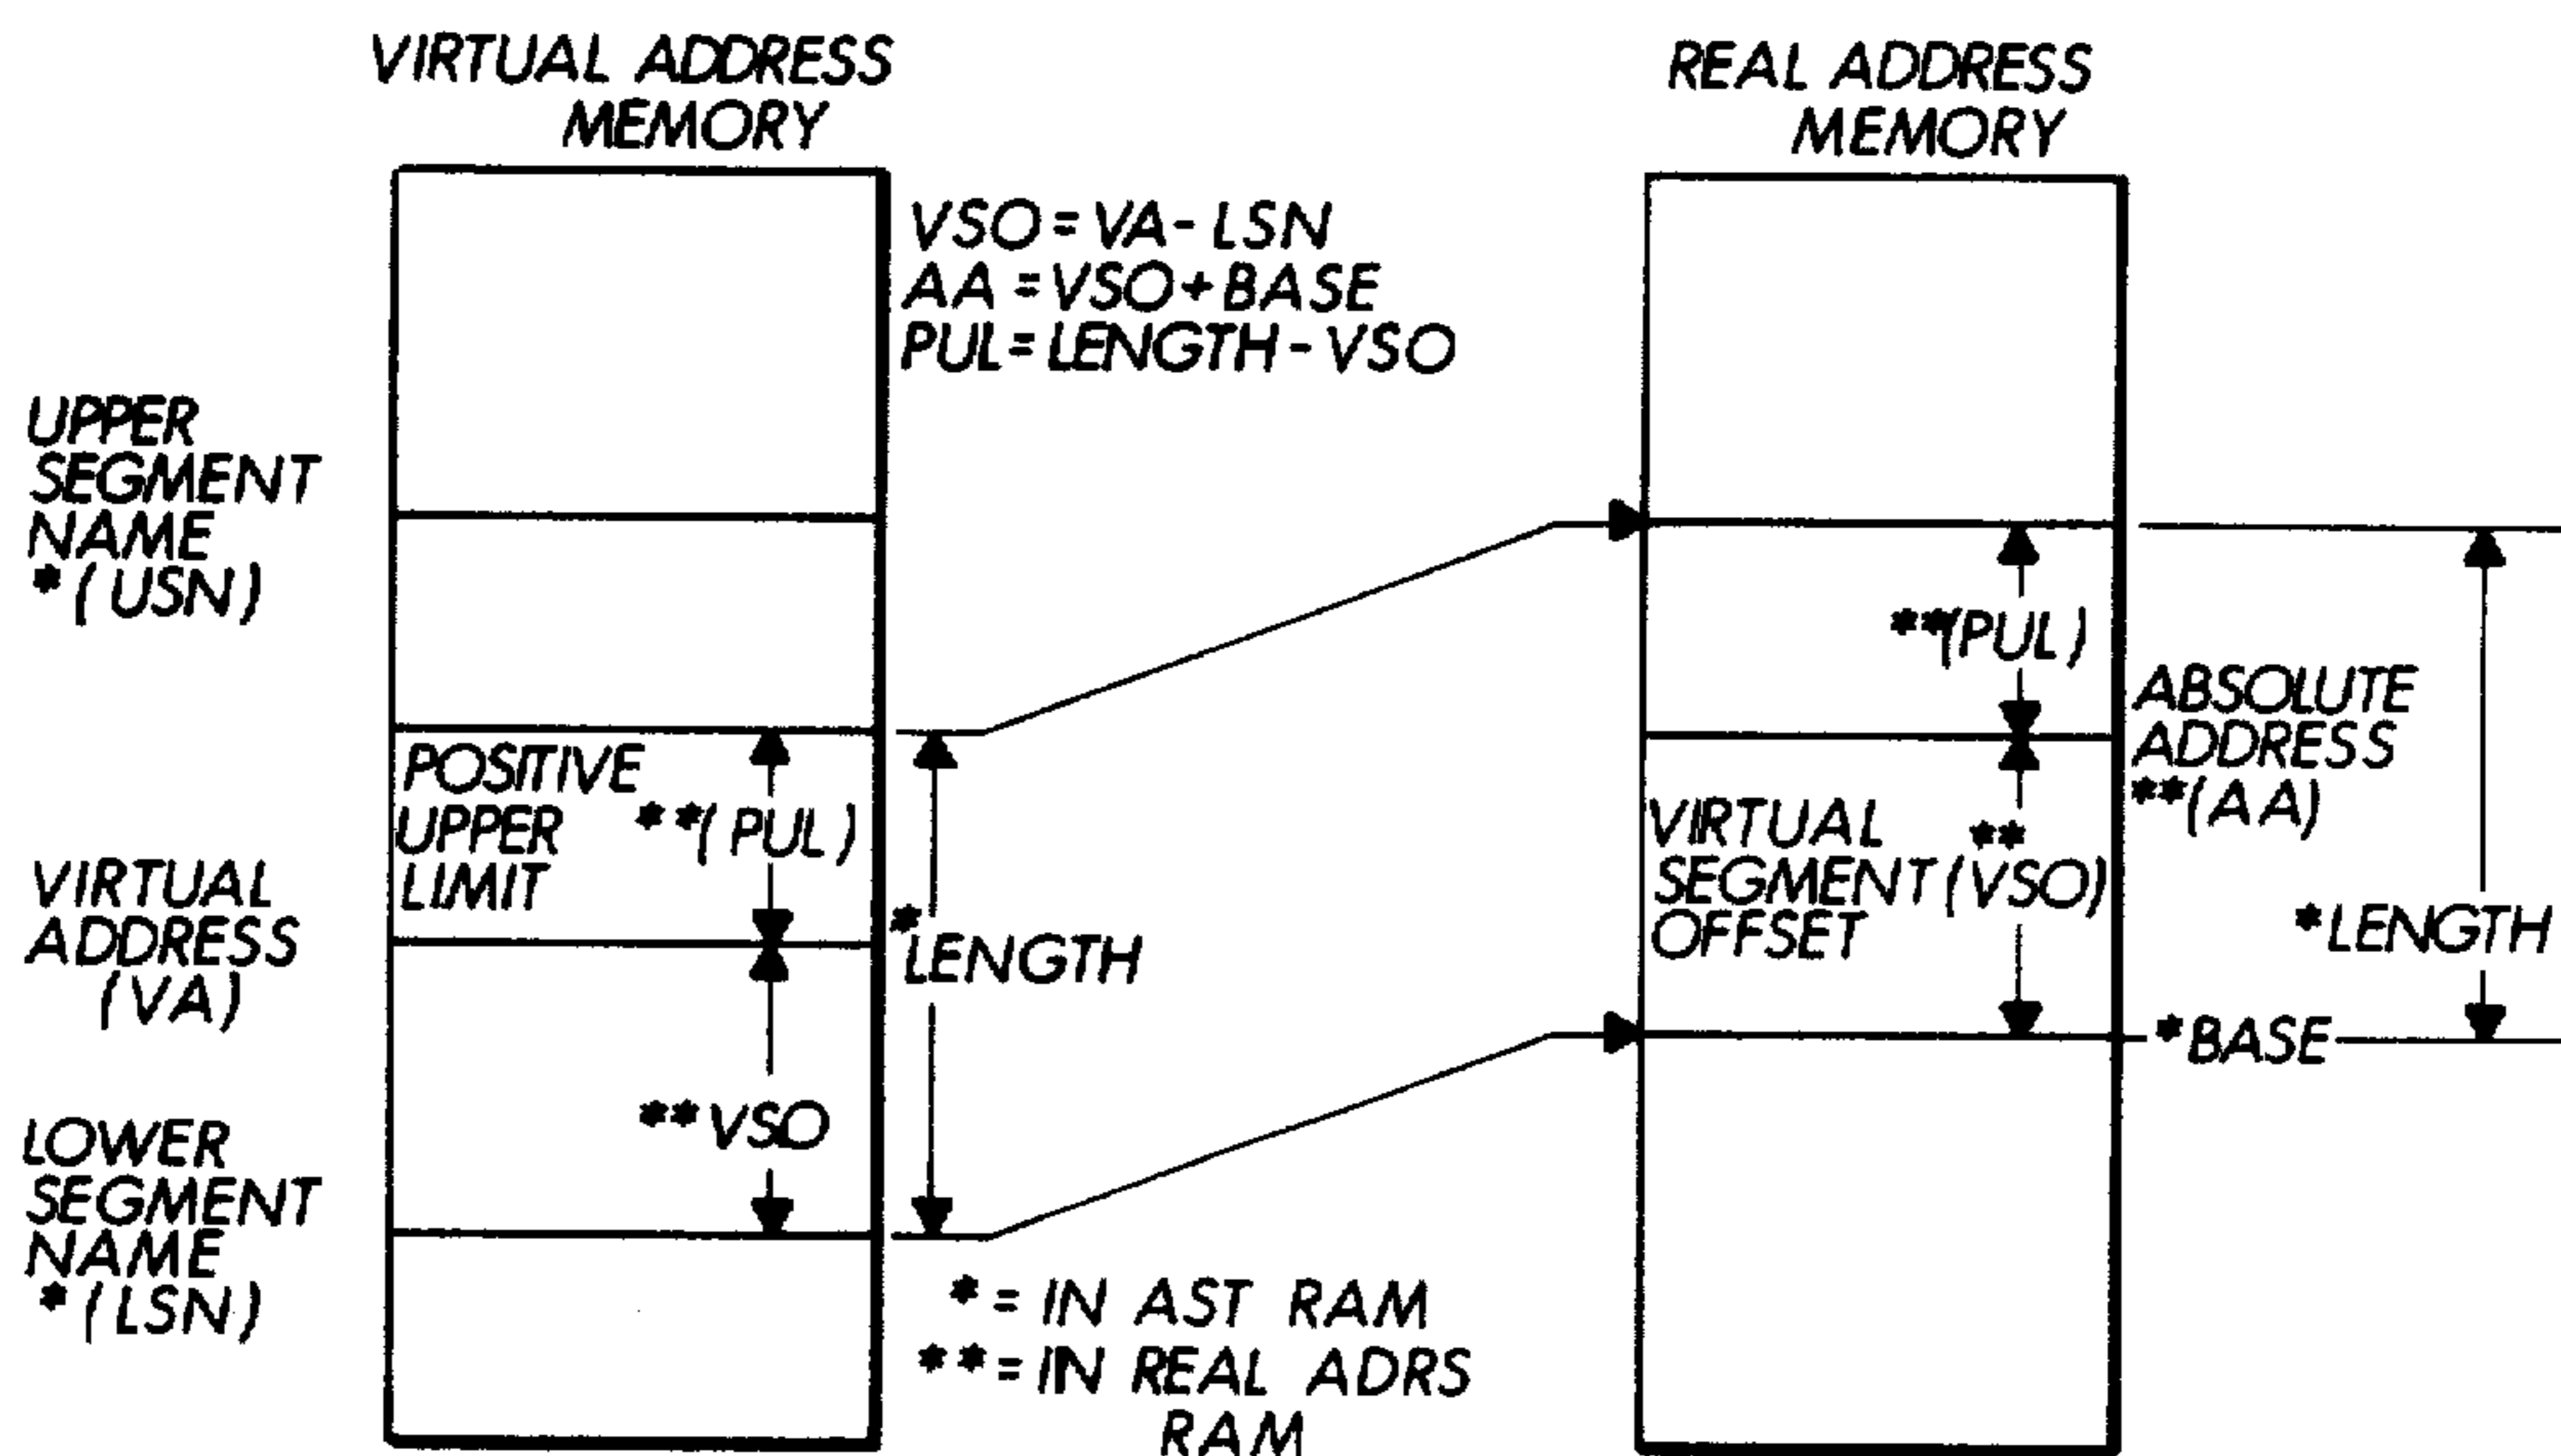 VIRTUAL ADDRESS
MEMORY
REAL ADDRESS
MEMORY
VSO = VA - LSN
AA = VSO + BASE
PUL = LENGTH - VSO
UPPER
SEGMENT
NAME
*(USN)
POSITIVE
UPPER
LIMIT
**(PUL)
VIRTUAL
ADDRESS
(VA)
*
LENGTH
**VSO
LOWER
SEGMENT
NAME
*(LSN)
* = IN AST RAM
** = IN REAL ADRS
RAM
**(PUL)
ABSOLUTE
ADDRESS
**(AA)
VIRTUAL
**
SEGMENT (VSO)
OFFSET
*LENGTH
*BASE